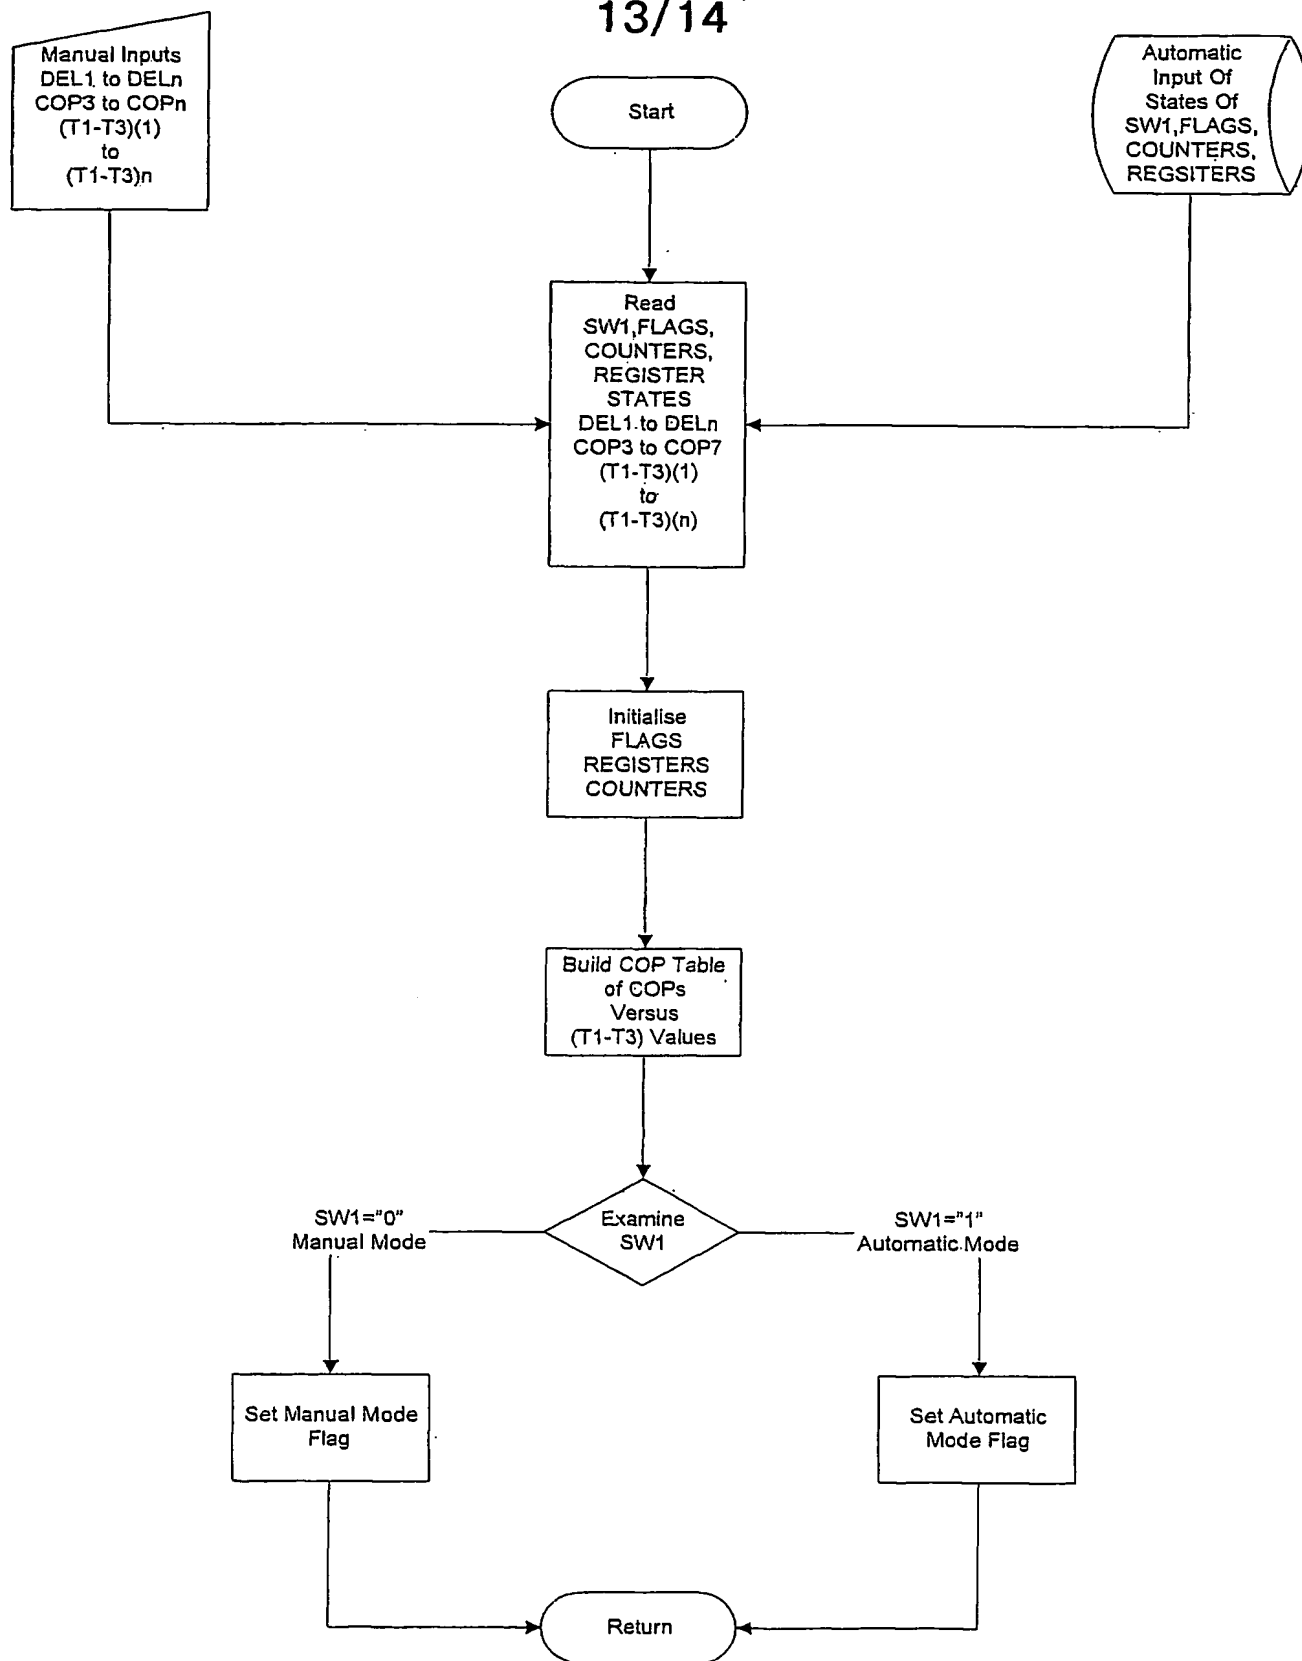 13/14
Manual Inputs
DEL1 to DELn
COP3 to COPn
(T1-T3)(1)
to
(T1-T3)n
Start
Automatic
Input Of
States Of
SW1,FLAGS,
COUNTERS,
REGSITERS
Read
SW1,FLAGS,
COUNTERS,
REGISTER
STATES
DEL1 to DELn
COP3 to COP7
(T1-T3)(1)
to
(T1-T3)(n)
Initialise
FLAGS
REGISTERS
COUNTERS
Build COP Table
of COPs
Versus
(T1-T3) Values
Examine
SW1
SW1="0"
Manual Mode
SW1="1"
Automatic Mode
Set Manual Mode
Flag
Set Automatic
Mode Flag
Return